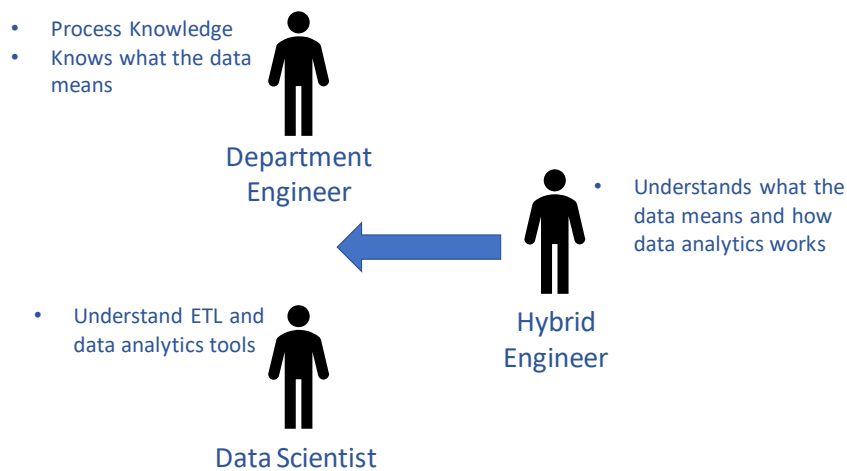 • Process Knowledge
• Knows what the data
means
Department
Engineer
• Understands what the
data means and how
data analytics works
Hybrid
Engineer
• Understand ETL and
data analytics tools
Data Scientist